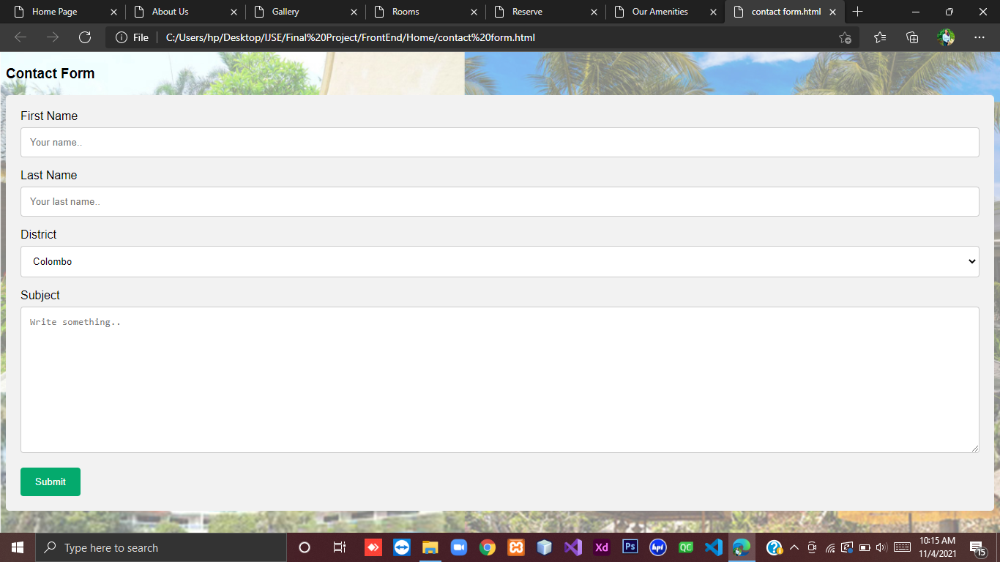 Home Page
About Us
Gallery
Rooms
Reserve
Our Amenities
contact form.html
File
C:/Users/hp/Desktop/IJSE/Final%20Project/FrontEnd/Home/contact%20form.html
Contact Form
First Name
Your name..
Last Name
Your last name..
District
Colombo
Subject
Write something..
Submit
Type here to search
Xd
Ps
hpf
QC
10:15 AM
11/4/2021
15